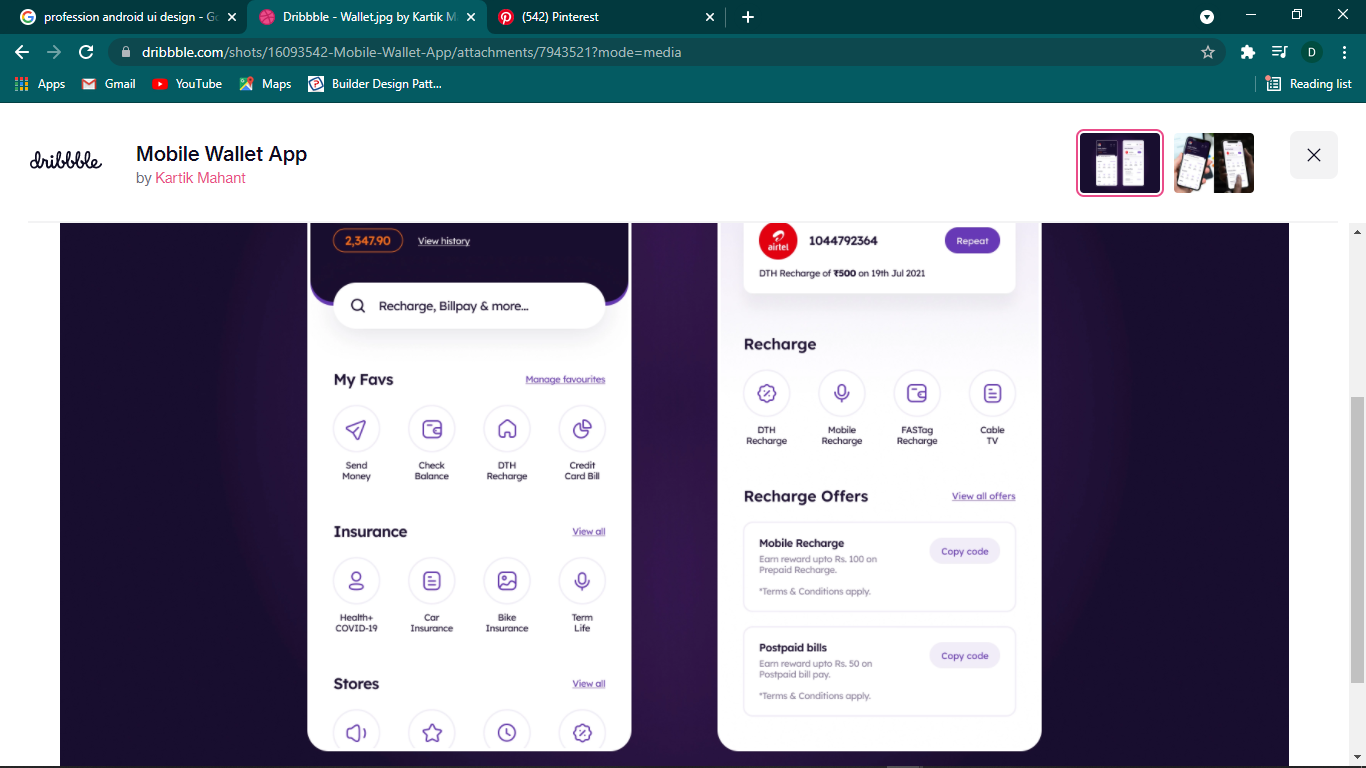 profession android ui design - Go
Dribbble - Wallet.jpg by Kartik M
(542) Pinterest
dribbble.com/shots/16093542-Mobile-Wallet-App/attachments/7943521?mode=media
D
Apps
Gmail
YouTube
Maps
Builder Design Patt...
Reading list
dribbble
Mobile Wallet App
by Kartik Mahant
2,347.90
View history
Recharge, Billpay & more...
My Favs
Manage favourites
Send
Money
Check
Balance
DTH
Recharge
Credit
Card Bill
Insurance
View all
Health+
COVID-19
Car
Insurance
Bike
Insurance
Term
Life
Stores
View all
airtel
1044792364
Repeat
DTH Recharge of ₹500 on 19th Jul 2021
Recharge
DTH
Recharge
Mobile
Recharge
FASTag
Recharge
Cable
TV
Recharge Offers
View all offers
Mobile Recharge
Earn reward upto Rs. 100 on
Prepaid Recharge.
*Terms & Conditions apply.
Copy code
Postpaid bills
Earn reward upto Rs. 50 on
Postpaid bill pay.
*Terms & Conditions apply.
Copy code